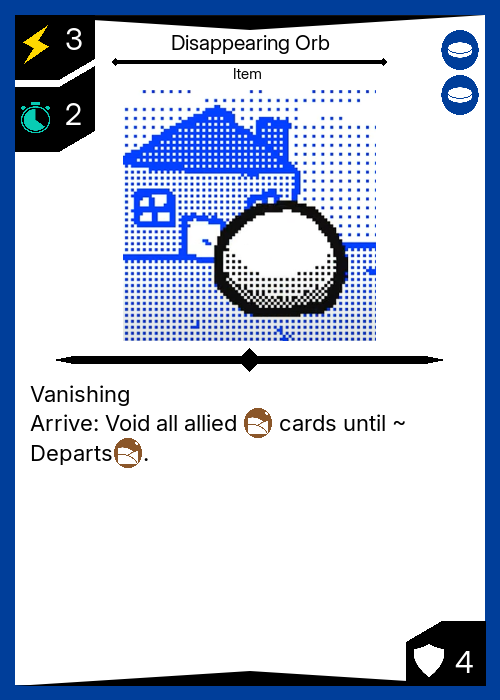 3
Disappearing Orb
Item
2
Vanishing
Arrive: Void all allied cards until ~
Departs.
4